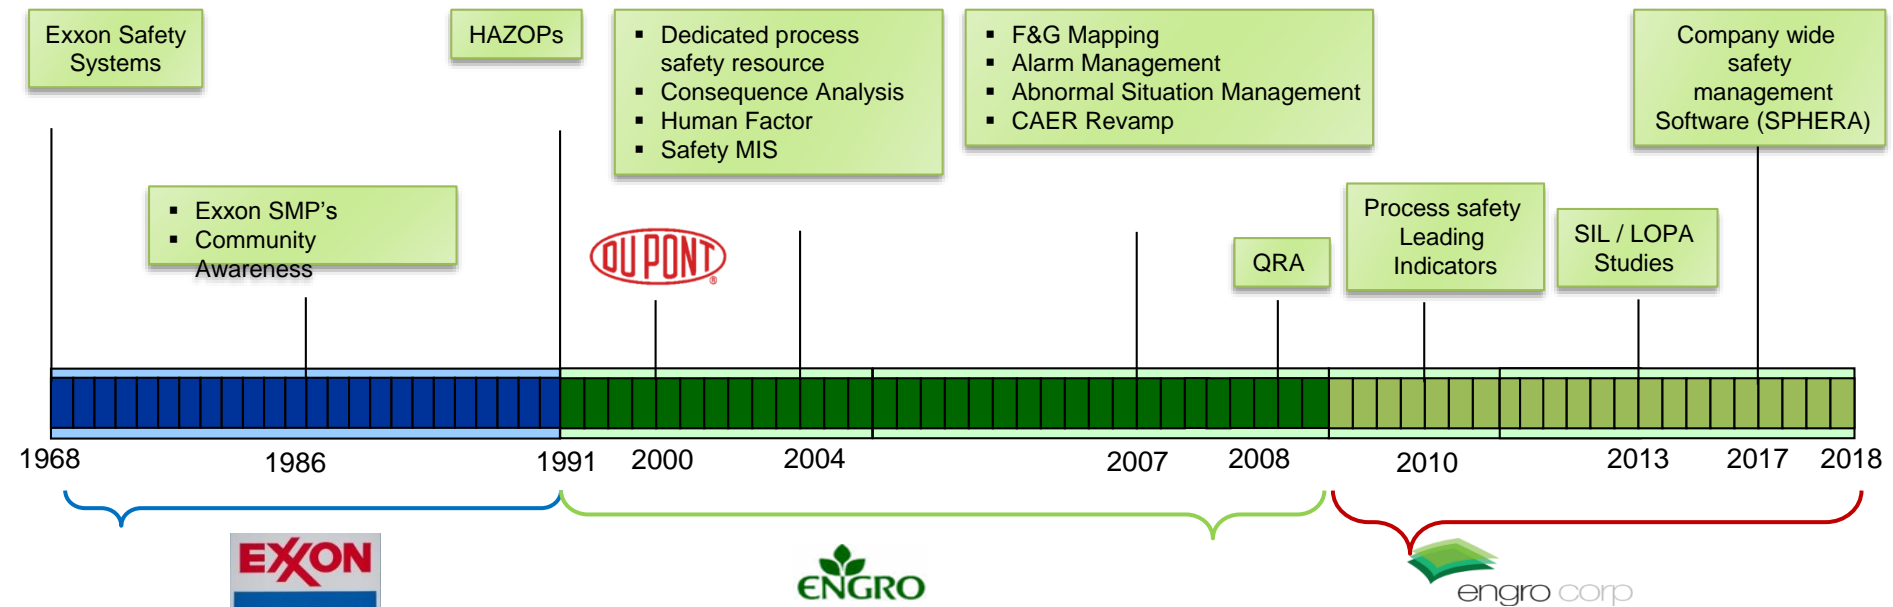 Exxon Safety
Systems
HAZOPs
▪ Dedicated process
safety resource
▪ Consequence Analysis
▪ Human Factor
▪ Safety MIS
▪ F&G Mapping
▪ Alarm Management
▪ Abnormal Situation Management
▪ CAER Revamp
Company wide
safety
management
Software (SPHERA)
▪ Exxon SMP’s
▪ Community
Awareness
DU PONT ®
QRA
Process safety
Leading
Indicators
SIL / LOPA
Studies
1968
1986
1991
2000
2004
2007
2008
2010
2013
2017
2018
EXXON
ENGRO
engro corp